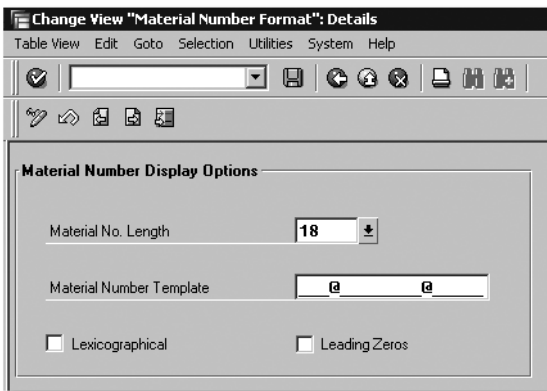 Change View "Material Number Format": Details
Table View Edit Goto Selection Utilities System Help
Material Number Display Options
Material No. Length 18
Material Number Template ___@________@_____
Lexicographical Leading Zeros